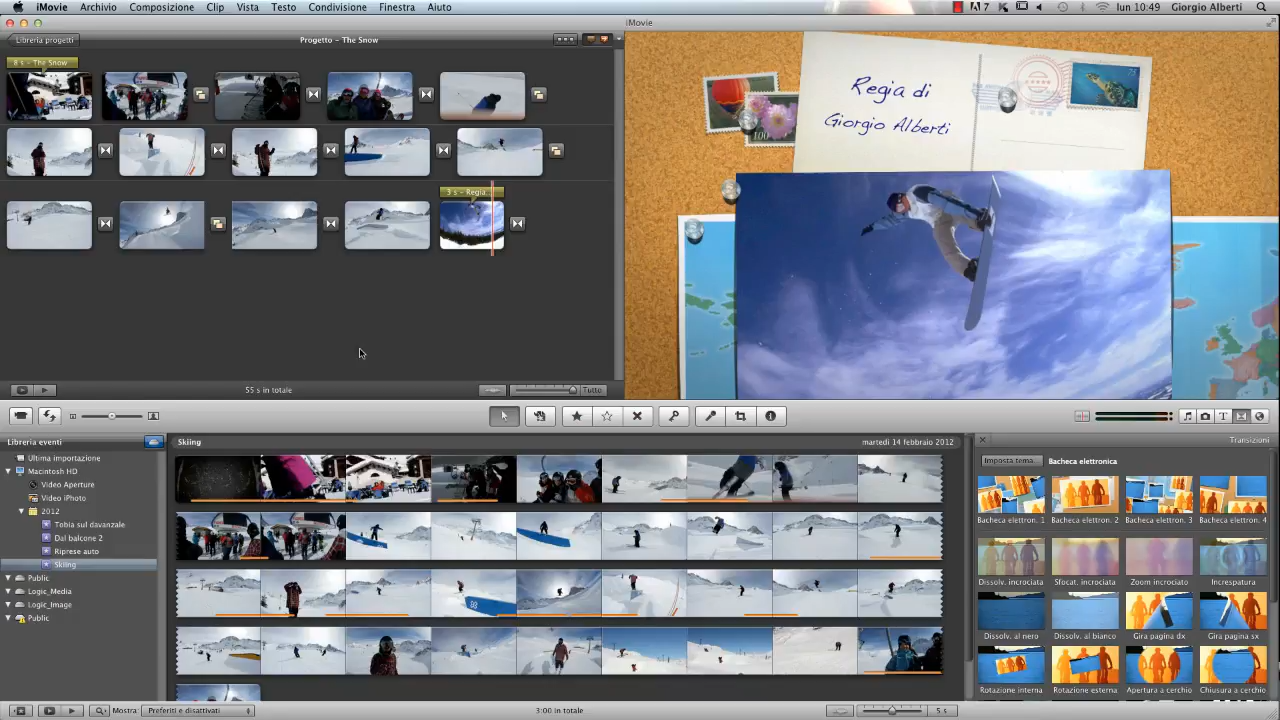 iMovie Archivio Composizione Clip Vista Testo Condivisione Finestra Aiuto
7
lun 10:49 Giorgio Alberti
iMovie
Libreria progetti
Progetto - The Snow
8 s - The Snow
3 s - Regia...
55 s in totale
Tutto
Regia di
Giorgio Alberti
100
75
Libreria eventi
Ultima importazione
Macintosh HD
Video Aperture
Video iPhoto
2012
Tobia sul davanzale
Dal balcone 2
Riprese auto
Skiing
Public
Logic_Media
Logic_Image
Public
Skiing
martedì 14 febbraio 2012
Transizioni
Imposta tema...
Bacheca elettronica
Bacheca elettron. 1
Bacheca elettron. 2
Bacheca elettron. 3
Bacheca elettron. 4
Dissolv. incrociata
Sfocat. incrociata
Zoom incrociato
Increspatura
Dissolv. al nero
Dissolv. al bianco
Gira pagina dx
Gira pagina sx
Rotazione interna
Rotazione esterna
Apertura a cerchio
Chiusura a cerchio
Mostra:
Preferiti e disattivati
3:00 in totale
5 s